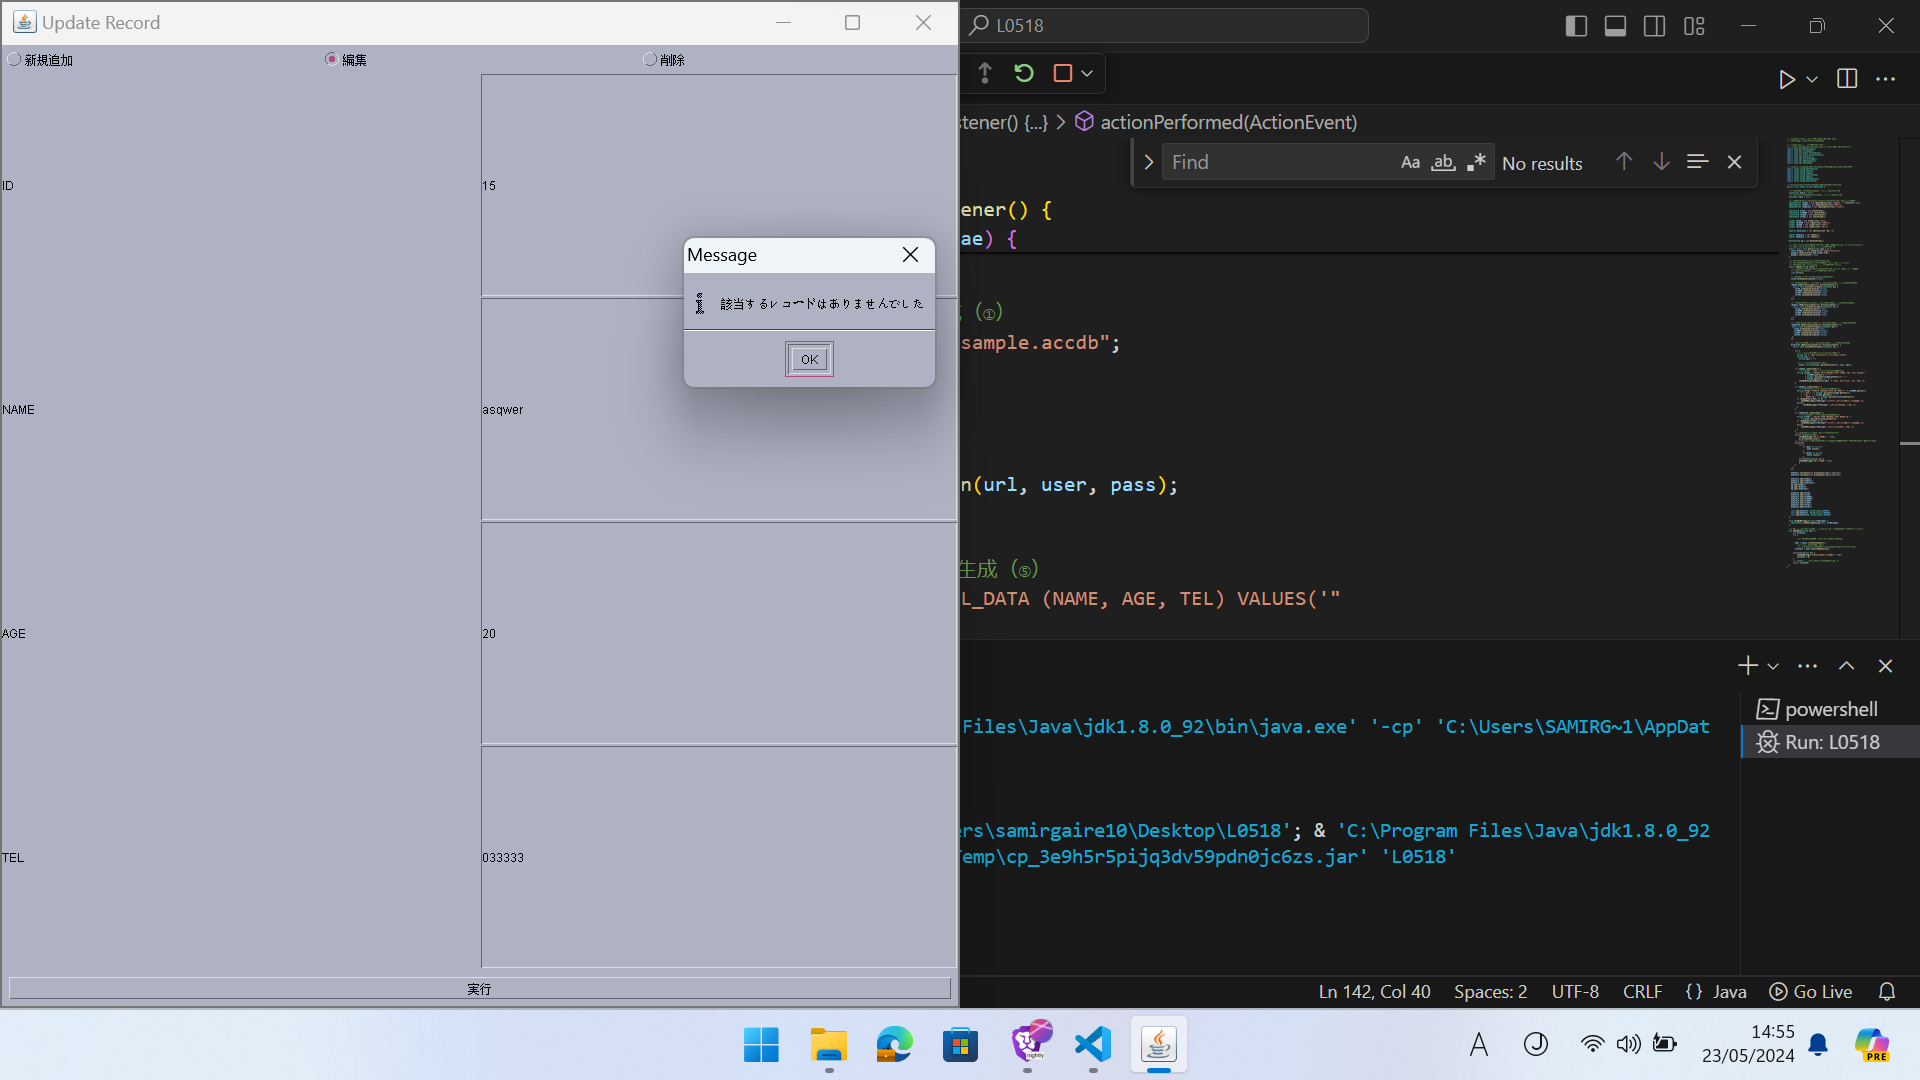 Update Record
新規追加
編集
削除
ID
15
NAME
asqwer
AGE
20
TEL
033333
実行
Message
該当するレコードはありませんでした
OK
L0518
stener() {...} > actionPerformed(ActionEvent)
Find
Aa
ab
No results
ener() {
ae) {
(①)
sample.accdb";
n(url, user, pass);
生成 (⑤)
L_DATA (NAME, AGE, TEL) VALUES('"
powershell
Run: L0518
Files\Java\jdk1.8.0_92\bin\java.exe' '-cp' 'C:\Users\SAMIRG~1\AppDat
ers\samirgaire10\Desktop\L0518'; & 'C:\Program Files\Java\jdk1.8.0_92
Temp\cp_3e9h5r5pijq3dv59pdn0jc6zs.jar' 'L0518'
Ln 142, Col 40
Spaces: 2
UTF-8
CRLF
{ } Java
Go Live
nightly
A
J
14:55
23/05/2024
PRE